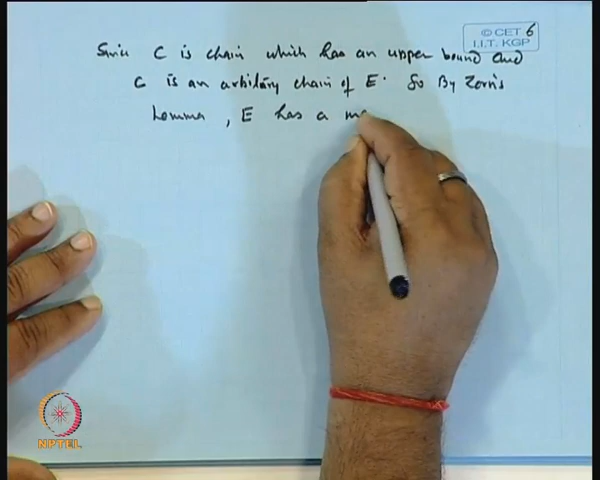 © CET
I.I.T. KGP
6
Since C is chain which has an upper bound and
C is an arbitrary chain of E. So By Zorn's
Lemma, E has a ma
NPTEL